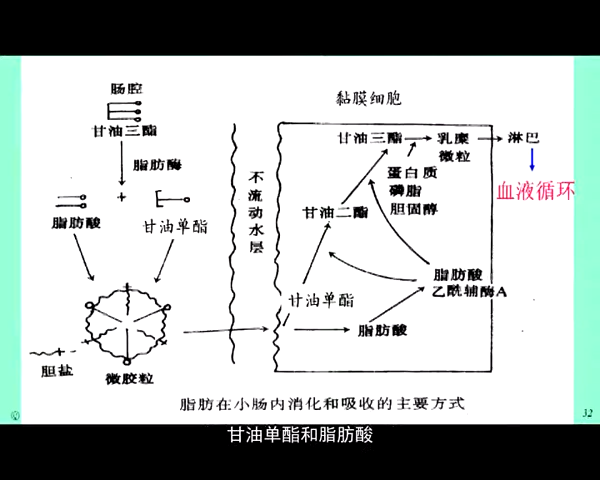 肠腔
甘油三酯
脂肪酶
+
脂肪酸
甘油单酯
胆盐
微胶粒
不流动水层
黏膜细胞
甘油三酯
乳糜
微粒
淋巴
血液循环
蛋白质
磷脂
胆固醇
甘油二酯
脂肪酸
乙酰辅酶A
甘油单酯
脂肪酸
脂肪在小肠内消化和吸收的主要方式
32
甘油单酯和脂肪酸